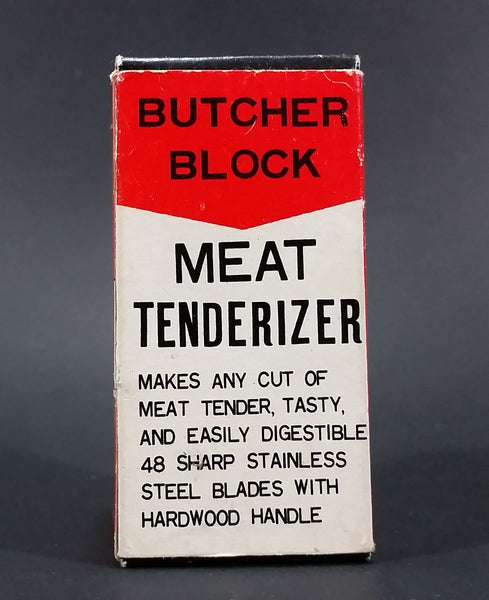 BUTCHER
BLOCK
MEAT
TENDERIZER
MAKES ANY CUT OF
MEAT TENDER, TASTY,
AND EASILY DIGESTIBLE
48 SHARP STAINLESS
STEEL BLADES WITH
HARDWOOD HANDLE